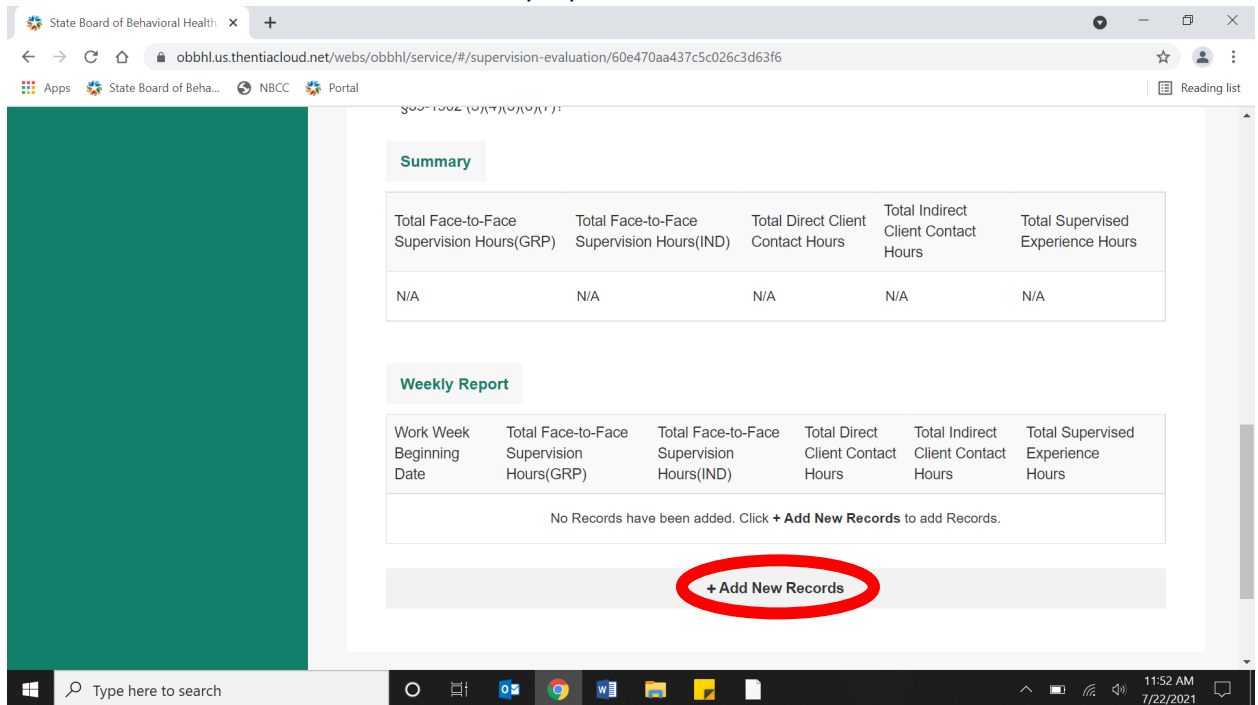 State Board of Behavioral Health
obbhl.us.thentiacloud.net/webs/obbhl/service/#/supervision-evaluation/60e470aa437c5c026c3d63f6
Apps State Board of Beha... NBCC Portal Reading list
Summary
Total Face-to-Face Supervision Hours(GRP)
Total Face-to-Face Supervision Hours(IND)
Total Direct Client Contact Hours
Total Indirect Client Contact Hours
Total Supervised Experience Hours
N/A N/A N/A N/A N/A
Weekly Report
Work Week Beginning Date
Total Face-to-Face Supervision Hours(GRP)
Total Face-to-Face Supervision Hours(IND)
Total Direct Client Contact Hours
Total Indirect Client Contact Hours
Total Supervised Experience Hours
No Records have been added. Click + Add New Records to add Records.
+ Add New Records
Type here to search
11:52 AM
7/22/2021